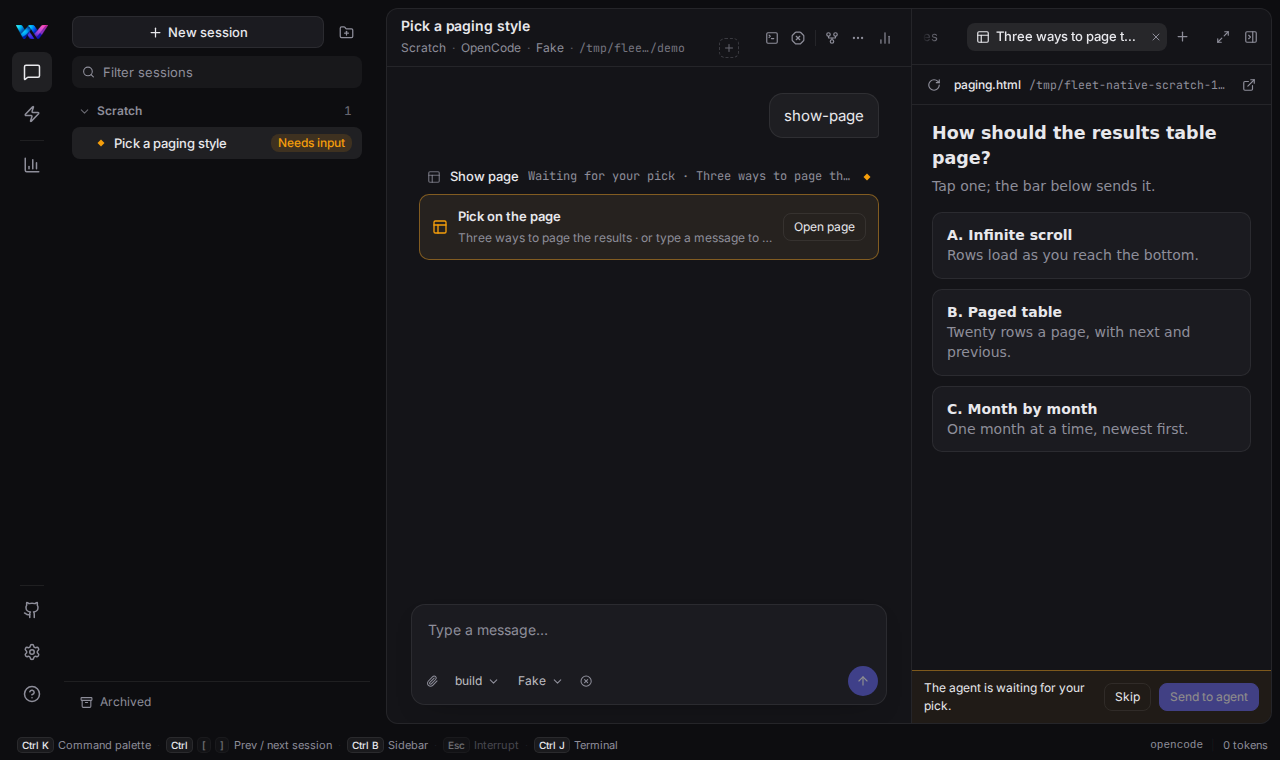 New session
Filter sessions
Scratch 1
Pick a paging style Needs input
Archived
Pick a paging style
Scratch · OpenCode · Fake · /tmp/flee…/demo
show-page
Show page Waiting for your pick · Three ways to page th…
Pick on the page
Three ways to page the results · or type a message to ...
Open page
Type a message...
build Fake
es
Three ways to page t...
paging.html /tmp/fleet-native-scratch-1…
How should the results table
page?
Tap one; the bar below sends it.
A. Infinite scroll
Rows load as you reach the bottom.
B. Paged table
Twenty rows a page, with next and
previous.
C. Month by month
One month at a time, newest first.
The agent is waiting for your
pick.
Skip
Send to agent
Ctrl K Command palette Ctrl [ ] Prev / next session Ctrl B Sidebar Esc Interrupt Ctrl J Terminal opencode 0 tokens